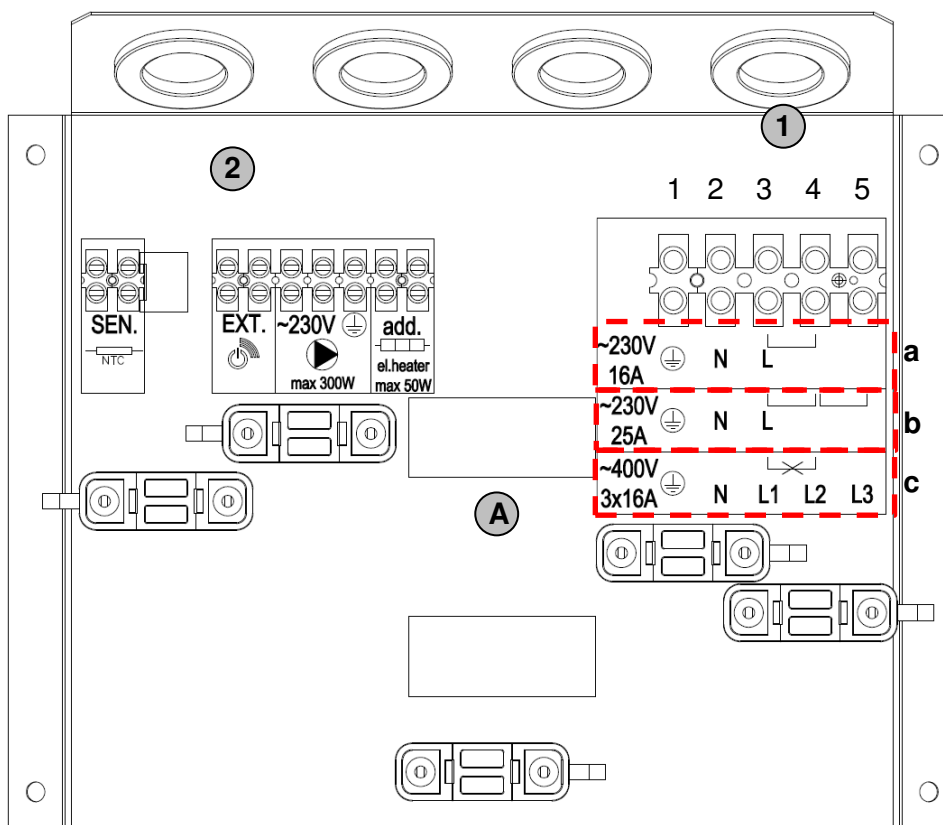 1
2
1 2 3 4 5
SEN.
NTC
EXT. ~230V add.
el.heater
max 300W max 50W
~230V N L a
16A
~230V N L b
25A
~400V c
3x16A N L1 L2 L3
A